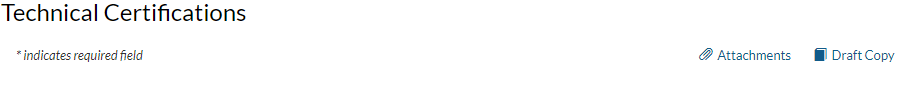 Technical Certifications
* indicates required field Attachments Draft Copy